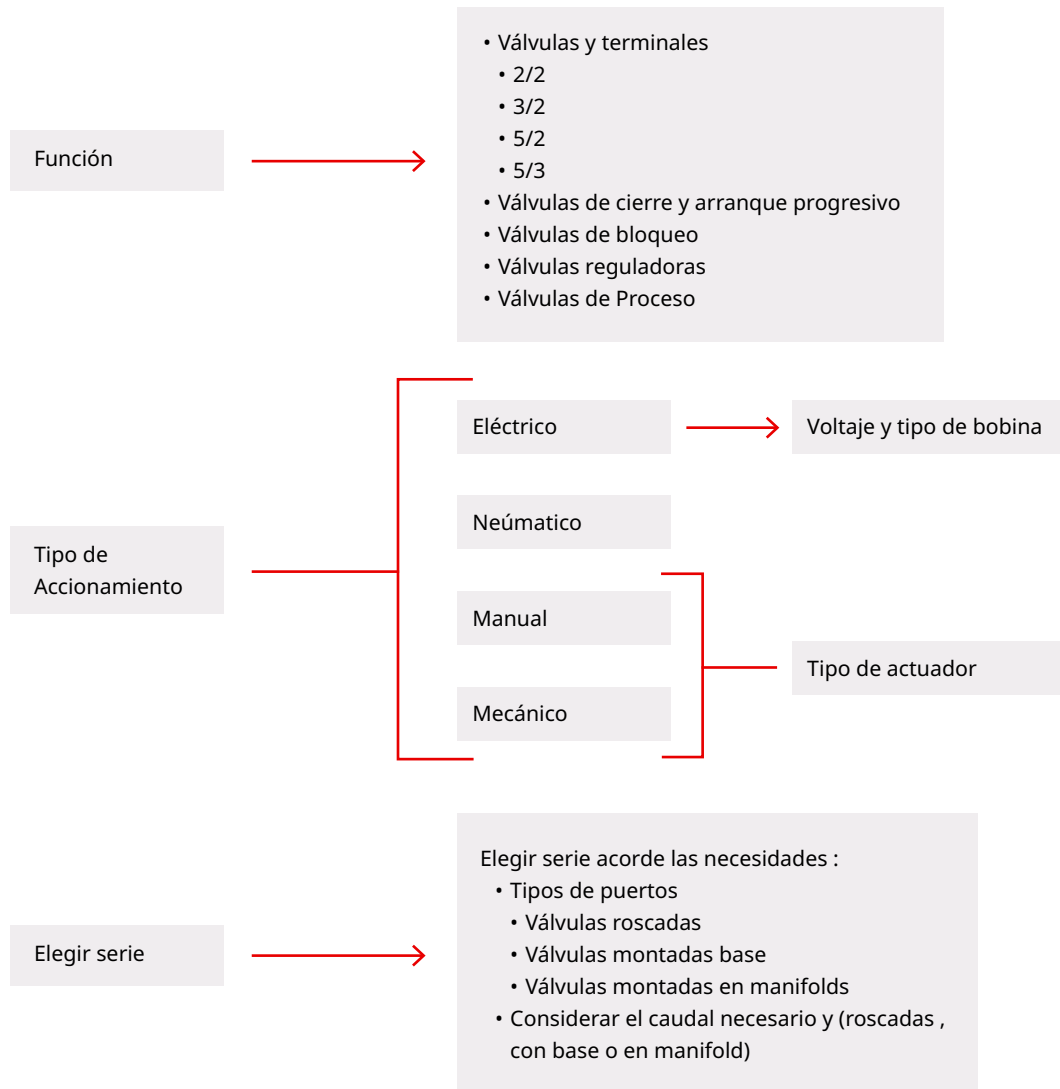 • Válvulas y terminales
• 2/2
• 3/2
• 5/2
• 5/3
• Válvulas de cierre y arranque progresivo
• Válvulas de bloqueo
• Válvulas reguladoras
• Válvulas de Proceso
Función
Eléctrico
Voltaje y tipo de bobina
Neúmatico
Tipo de
Accionamiento
Manual
Tipo de actuador
Mecánico
Elegir serie
Elegir serie acorde las necesidades :
• Tipos de puertos
• Válvulas roscadas
• Válvulas montadas base
• Válvulas montadas en manifolds
• Considerar el caudal necesario y (roscadas ,
con base o en manifold)